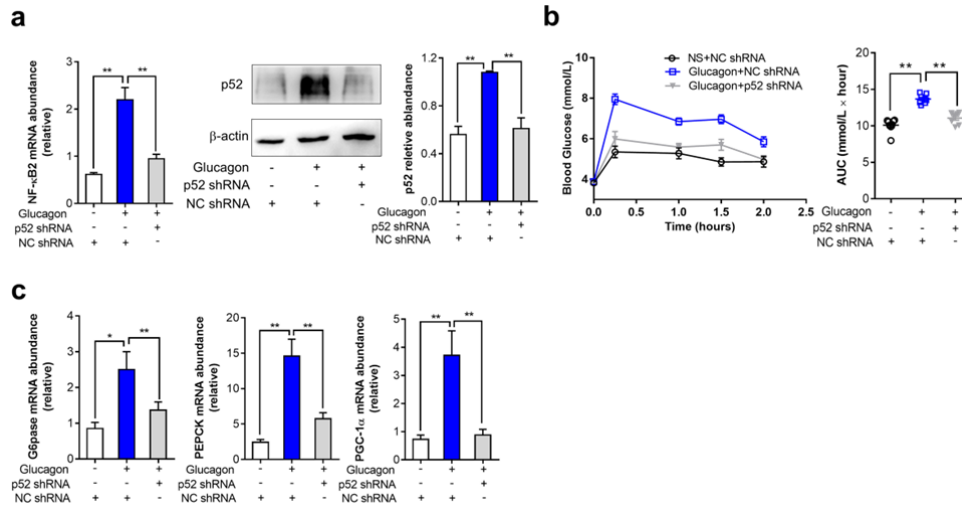 a
NF-κB2 mRNA abundance
(relative)
3
2
1
0
**
**
Glucagon - + +
p52 shRNA - - +
NC shRNA + + -
p52
β-actin
Glucagon - + +
p52 shRNA - - +
NC shRNA + + -
p52 reletive abundance
1.2
0.8
0.4
0.0
**
**
Glucagon - + +
p52 shRNA - - +
NC shRNA + + -
b
Blood Glucose (mmol/L)
10
8
6
4
NS+NC shRNA
Glucagon+NC shRNA
Glucagon+p52 shRNA
0.0 0.5 1.0 1.5 2.0 2.5
Time (hours)
AUC (mmol/L × hour)
20
15
10
5
0
**
**
Glucagon - + +
p52 shRNA - - +
NC shRNA + + -
c
G6pase mRNA abundance
(relative)
4
3
2
1
0
*
**
Glucagon - + +
p52 shRNA - - +
NC shRNA + + -
PEPCK mRNA abundance
(relative)
20
15
10
5
0
**
**
Glucagon - + +
p52 shRNA - - +
NC shRNA + + -
PGC-1α mRNA abundance
(relative)
5
4
3
2
1
0
**
**
Glucagon - + +
p52 shRNA - - +
NC shRNA + + -